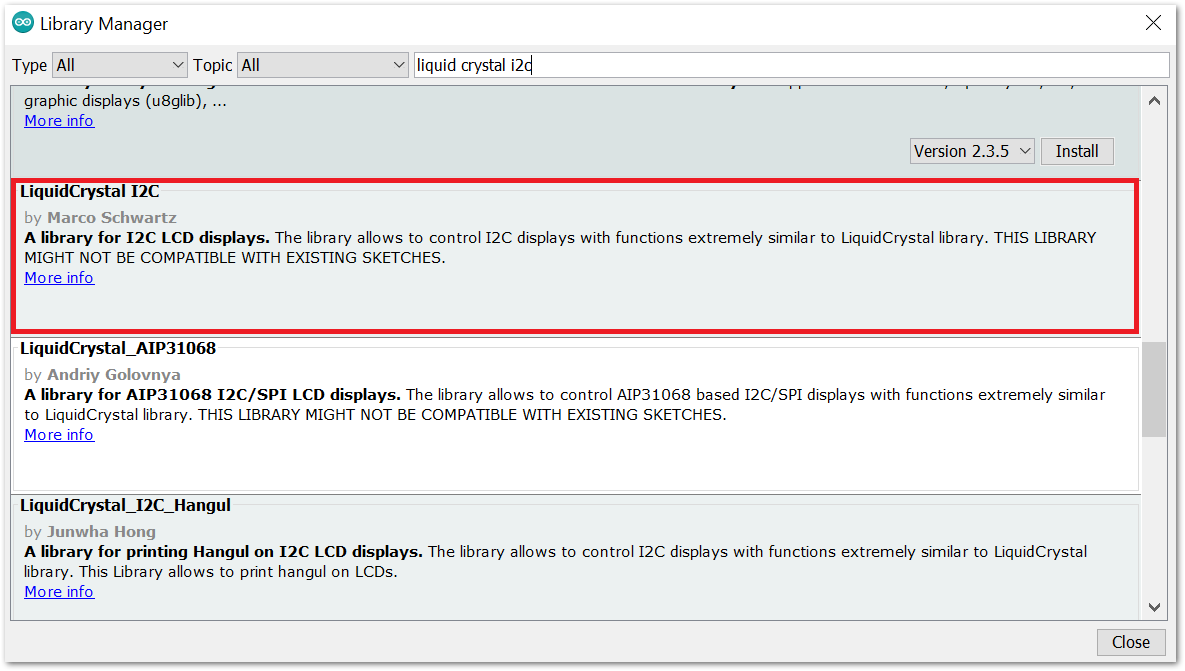 Library Manager
Type All Topic All liquid crystal i2c
graphic displays (u8glib), ...
More info
Version 2.3.5 Install
LiquidCrystal I2C
by Marco Schwartz
A library for I2C LCD displays. The library allows to control I2C displays with functions extremely similar to LiquidCrystal library. THIS LIBRARY
MIGHT NOT BE COMPATIBLE WITH EXISTING SKETCHES.
More info
LiquidCrystal_AIP31068
by Andriy Golovnya
A library for AIP31068 I2C/SPI LCD displays. The library allows to control AIP31068 based I2C/SPI displays with functions extremely similar
to LiquidCrystal library. THIS LIBRARY MIGHT NOT BE COMPATIBLE WITH EXISTING SKETCHES.
More info
LiquidCrystal_I2C_Hangul
by Junwha Hong
A library for printing Hangul on I2C LCD displays. The library allows to control I2C displays with functions extremely similar to LiquidCrystal
library. This Library allows to print hangul on LCDs.
More info
Close